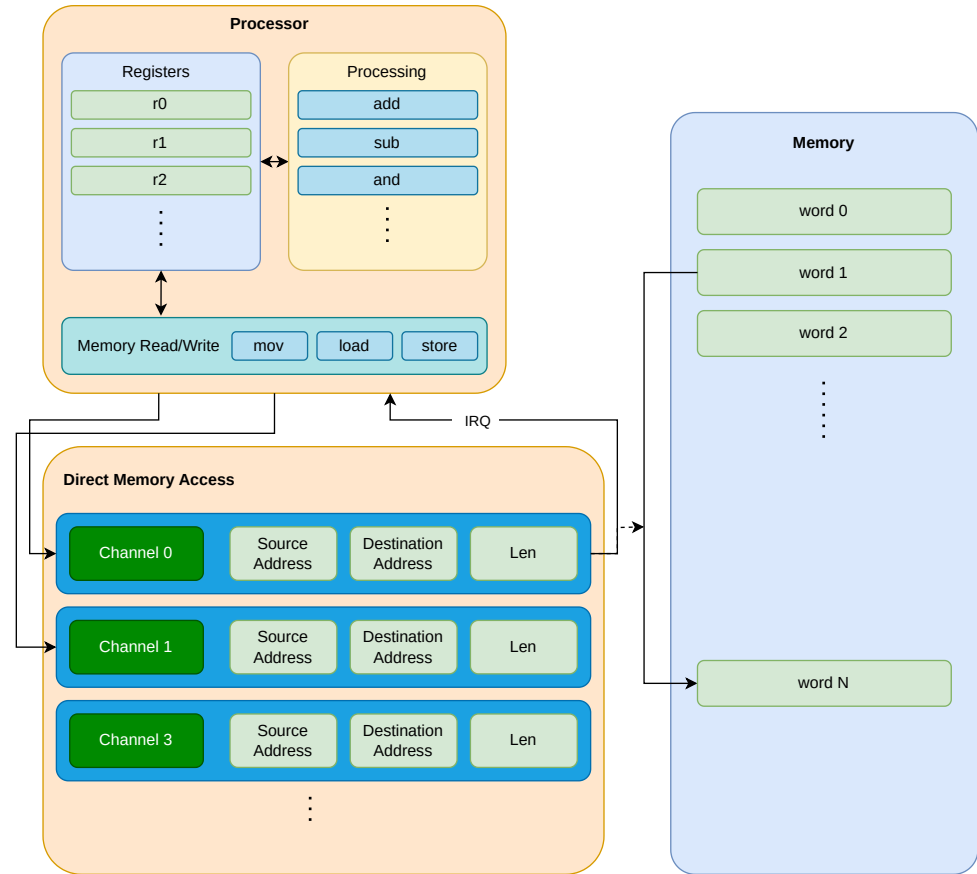 Processor
Registers
r0
r1
r2
Processing
add
sub
and
Memory Read/Write
mov
load
store
IRQ
Direct Memory Access
Channel 0
Source
Address
Destination
Address
Len
Channel 1
Source
Address
Destination
Address
Len
Channel 3
Source
Address
Destination
Address
Len
Memory
word 0
word 1
word 2
word N